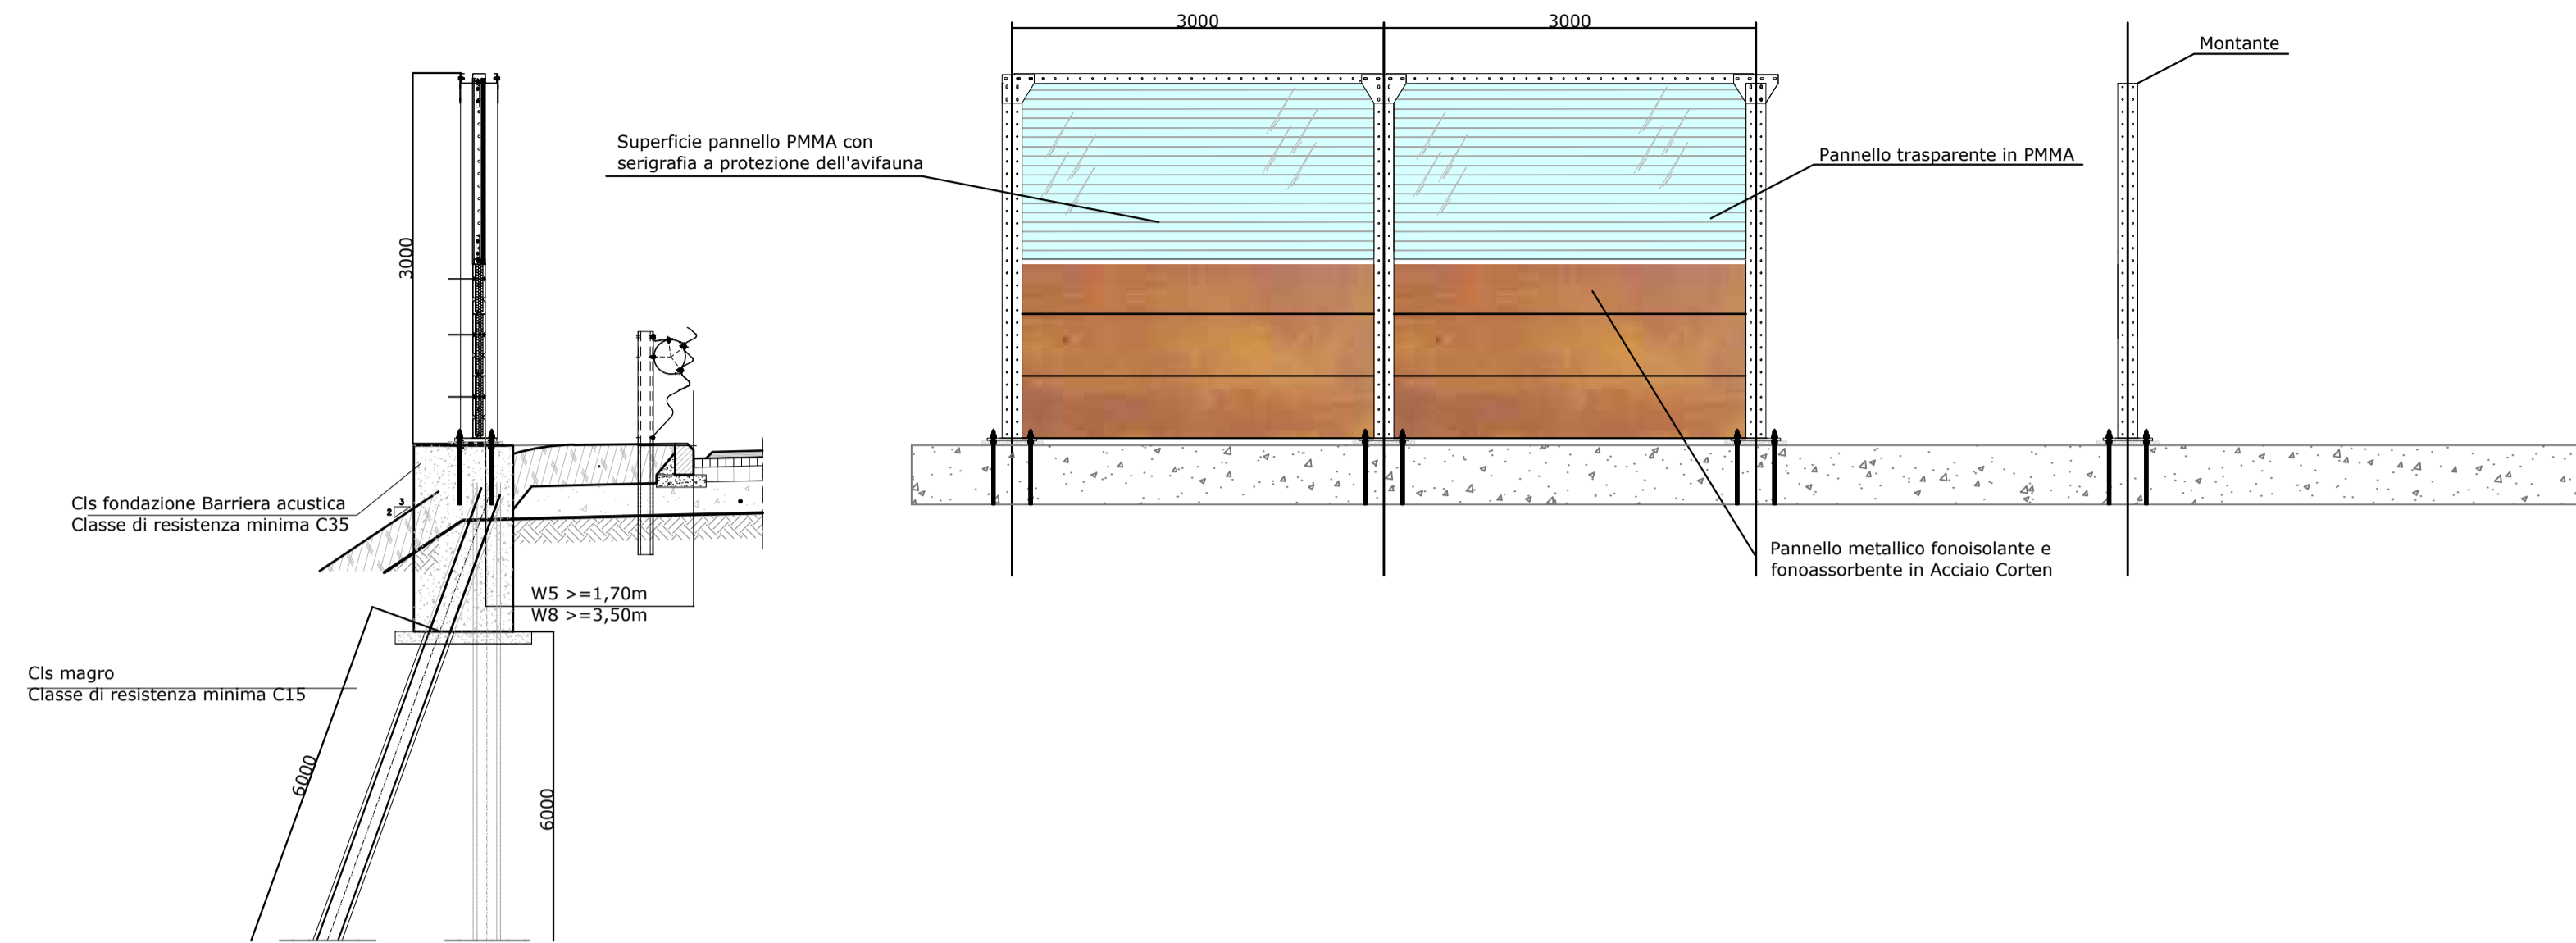 3000
3000
Montante
Superficie pannello PMMA con
serigrafia a protezione dell'avifauna
Pannello trasparente in PMMA
3000
Cls fondazione Barriera acustica
Classe di resistenza minima C35
3
2
Pannello metallico fonoisolante e
fonoassorbente in Acciaio Corten
W5 >=1,70m
W8 >=3,50m
Cls magro
Classe di resistenza minima C15
6000
6000